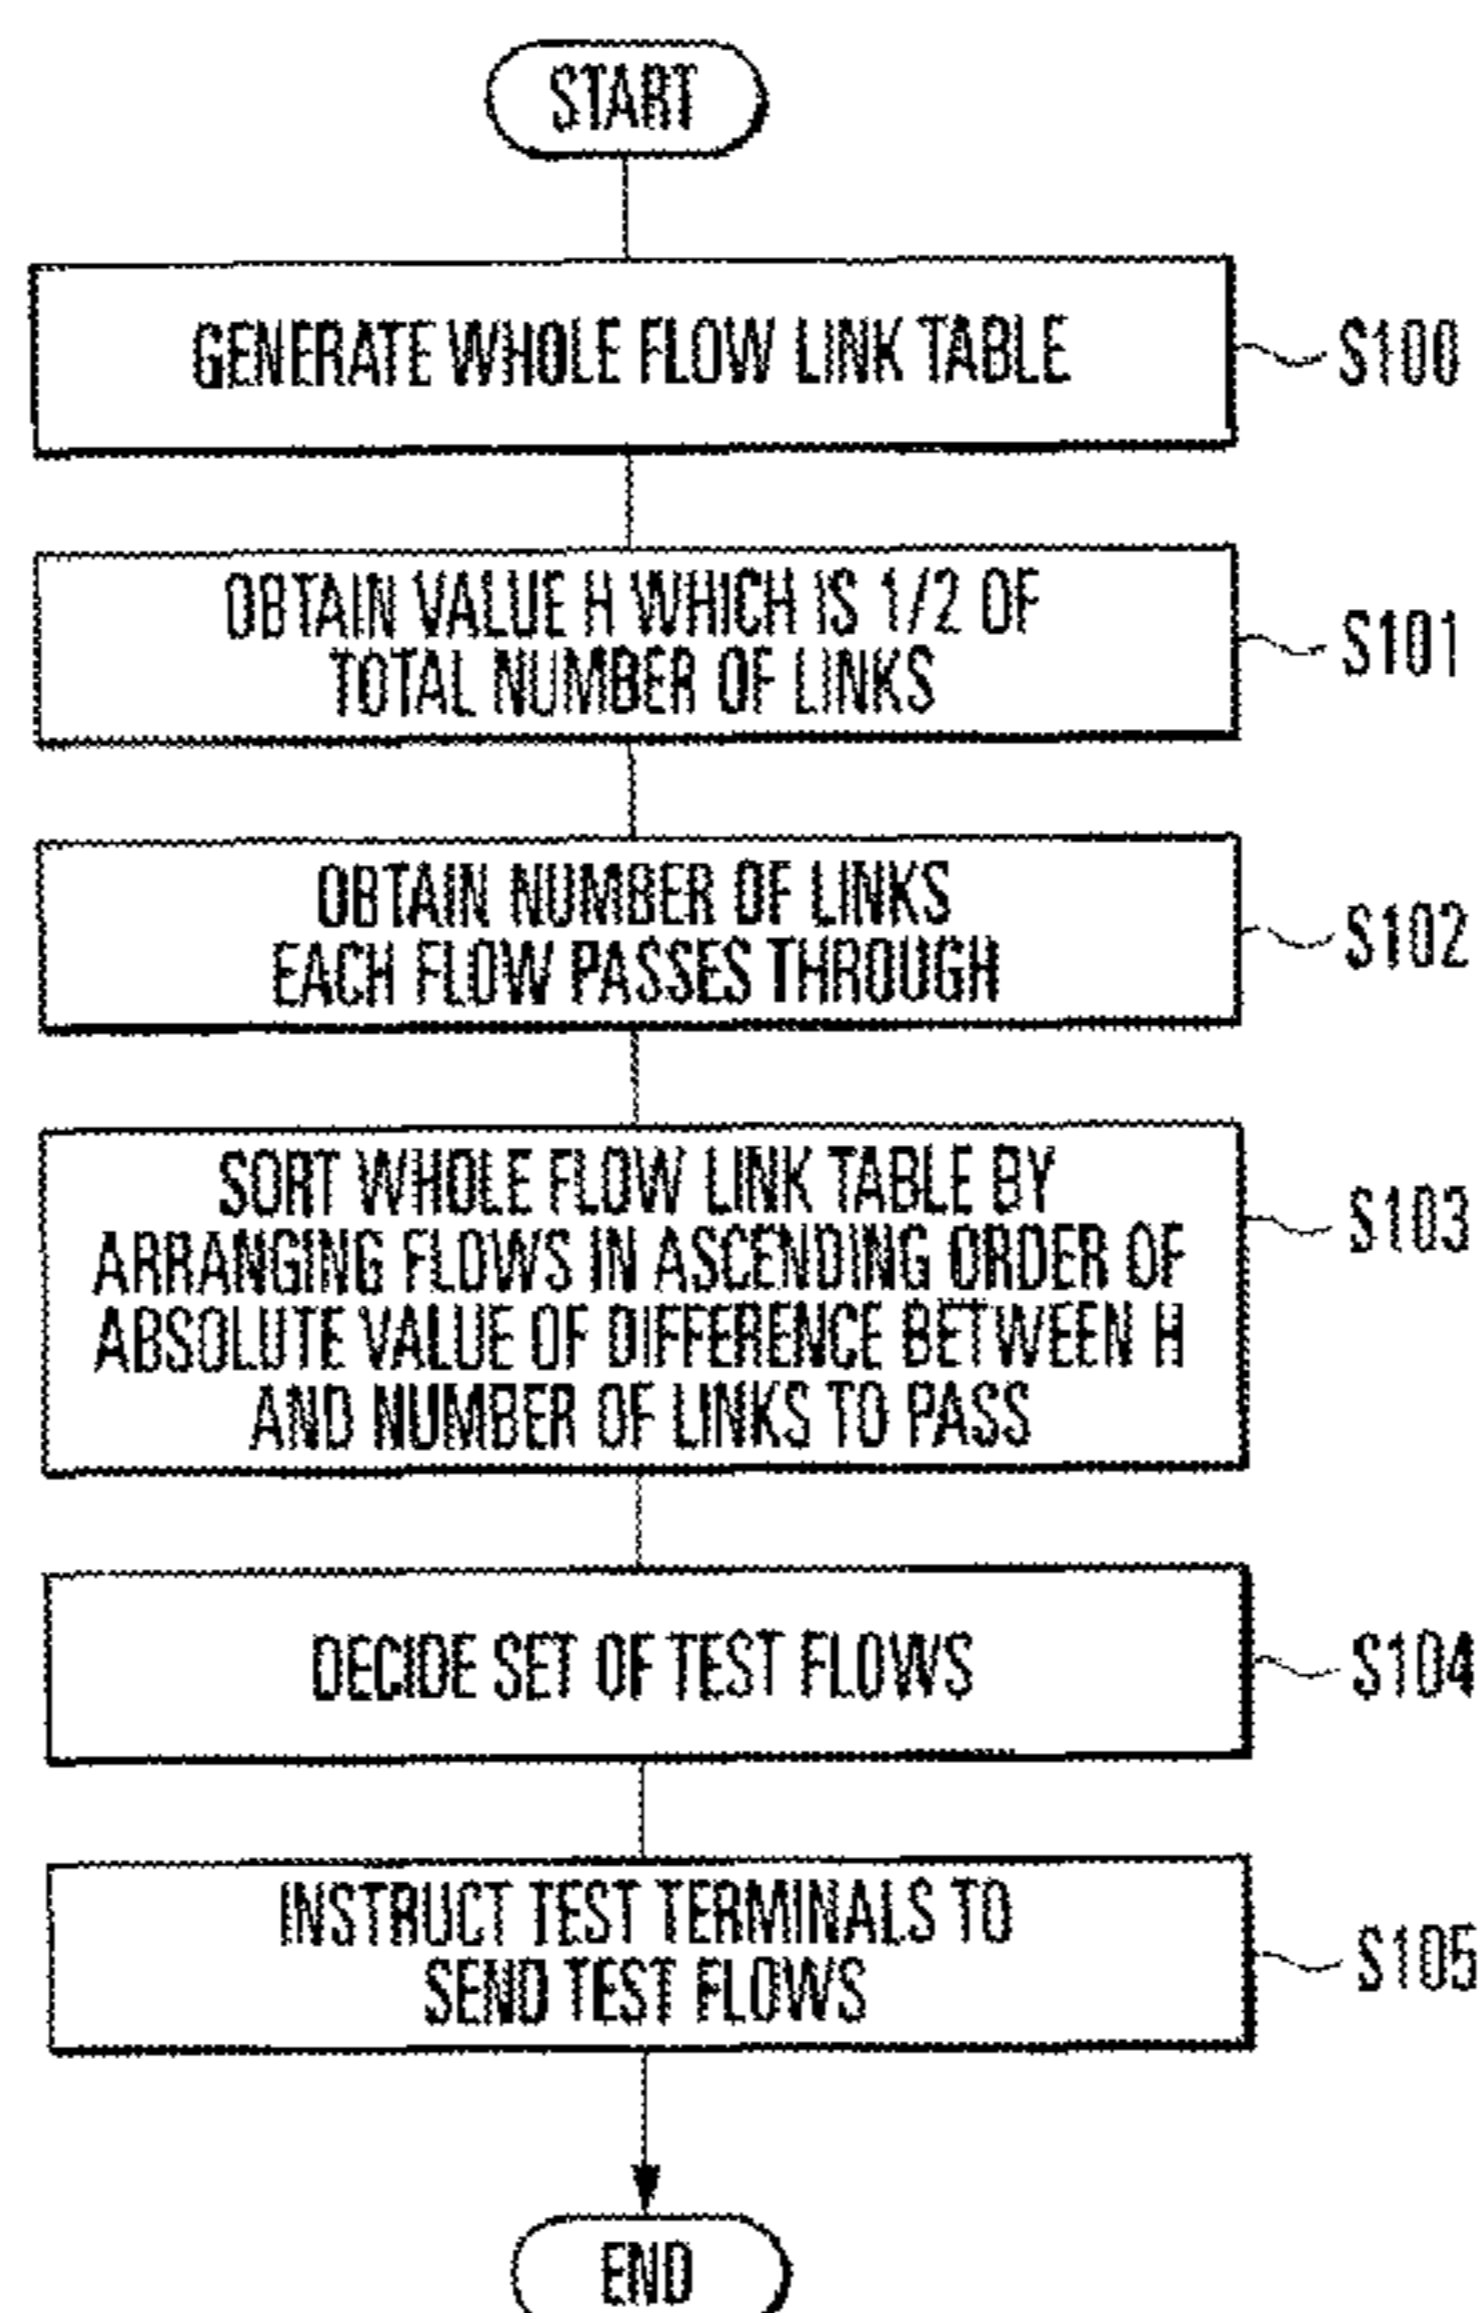 START
GENERATE WHOLE FLOW LINK TABLE
S100
OBTAIN VALUE H WHICH IS 1/2 OF
TOTAL NUMBER OF LINKS
S101
OBTAIN NUMBER OF LINKS
EACH FLOW PASSES THROUGH
S102
SORT WHOLE FLOW LINK TABLE BY
ARRANGING FLOWS IN ASCENDING ORDER OF
ABSOLUTE VALUE OF DIFFERENCE BETWEEN H
AND NUMBER OF LINKS TO PASS
S103
DECIDE SET OF TEST FLOWS
S104
INSTRUCT TEST TERMINALS TO
SEND TEST FLOWS
S105
END